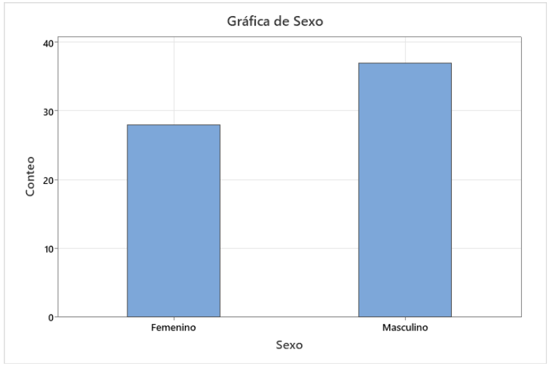 Gráfica de Sexo
40
30
20
10
0
Conteo
Femenino
Masculino
Sexo